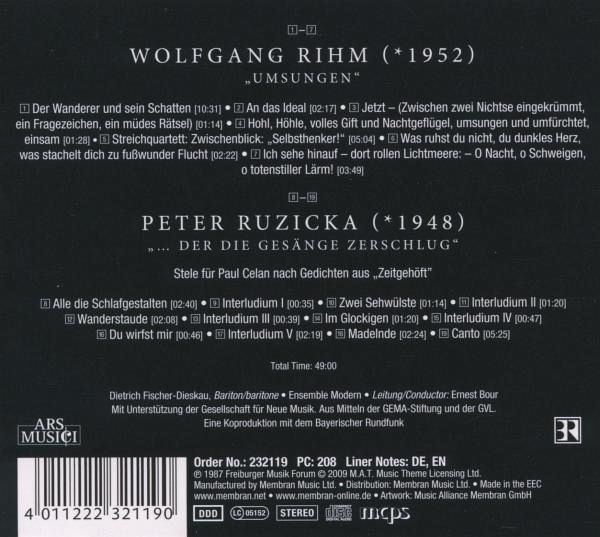 1 – 7
WOLFGANG RIHM (*1952)
„UMSUNGEN“
1 Der Wanderer und sein Schatten [10:31] • 2 An das Ideal [02:17] • 3 Jetzt – (Zwischen zwei Nichtse eingekrümmt,
ein Fragezeichen, ein müdes Rätsel) [01:14] • 4 Hohl, Höhle, volles Gift und Nachtgeflügel, umsungen und umfürchtet,
einsam [01:28] • 5 Streichquartett: Zwischenblick: „Selbsthenker!“ [05:04] • 6 Was ruhst du nicht, du dunkles Herz,
was stachelt dich zu fußwunder Flucht [02:22] • 7 Ich sehe hinauf – dort rollen Lichtmeere: – O Nacht, o Schweigen,
o totenstiller Lärm! [03:49]
8 – 19
PETER RUZICKA (*1948)
„... DER DIE GESÄNGE ZERSCHLUG“
Stele für Paul Celan nach Gedichten aus „Zeitgehöft“
8 Alle die Schlafgestalten [02:40] • 9 Interludium I [00:35] • 10 Zwei Sehwülste [01:14] • 11 Interludium II [01:20]
12 Wanderstaude [02:08] • 13 Interludium III [00:39] • 14 Im Glockigen [01:20] • 15 Interludium IV [00:47]
16 Du wirfst mir [00:46] • 17 Interludium V [02:19] • 18 Madelnde [02:24] • 19 Canto [05:25]
Total Time: 49:00
Dietrich Fischer-Dieskau, Bariton/baritone • Ensemble Modern • Leitung/Conductor: Ernest Bour
Mit Unterstützung der Gesellschaft für Neue Musik. Aus Mitteln der GEMA-Stiftung und der GVL.
Eine Koproduktion mit dem Bayerischer Rundfunk
ARS
MUSICI
BR
Order No.: 232119 PC: 208 Liner Notes: DE, EN
℗ 1987 Freiburger Musik Forum © 2009 M.A.T. Music Theme Licensing Ltd.
Manufactured by Membran Music Ltd. • Distribution: Membran Music Ltd. • Made in the EEC
www.membran.net • www.membran-online.de • Artwork: Music Alliance Membran GmbH
DDD LC 05152 STEREO COMPACT disc DIGITAL AUDIO mcps
4 011222 321190